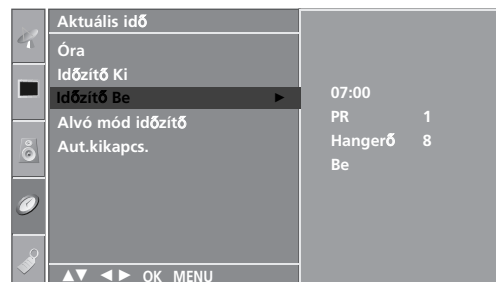 Aktuális idő
Óra
Időzítő Ki
Időzítő Be ►
Alvó mód időzítő
Aut.kikapcs.
▲▼ ◄► OK MENU
07:00
PR 1
Hangerő 8
Be